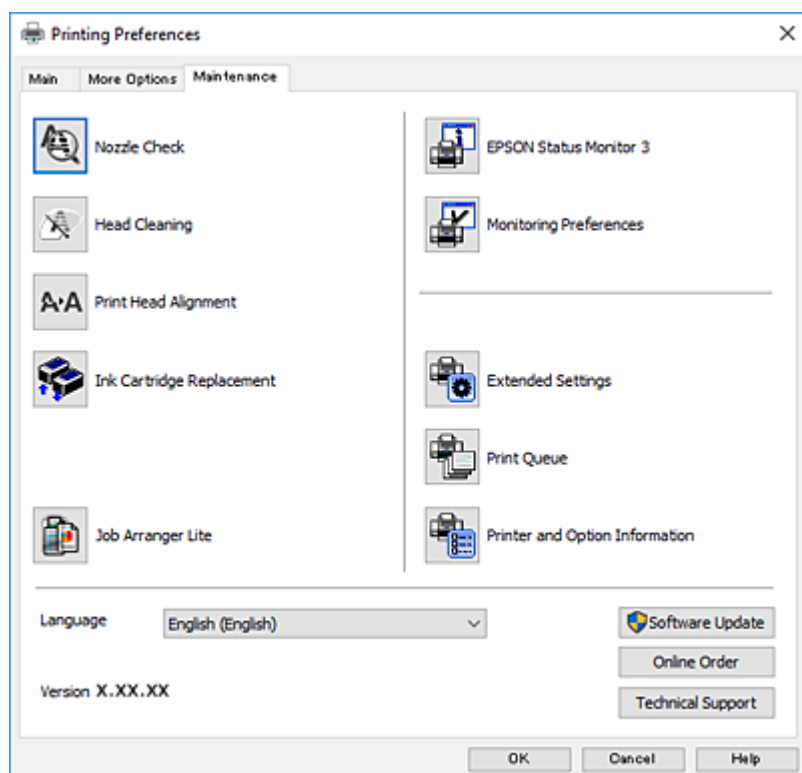 Printing Preferences
Main
More Options
Maintenance
Nozzle Check
Head Cleaning
A·A Print Head Alignment
Ink Cartridge Replacement
Job Arranger Lite
EPSON Status Monitor 3
Monitoring Preferences
Extended Settings
Print Queue
Printer and Option Information
Language
English (English)
Version X.XX.XX
Software Update
Online Order
Technical Support
OK
Cancel
Help